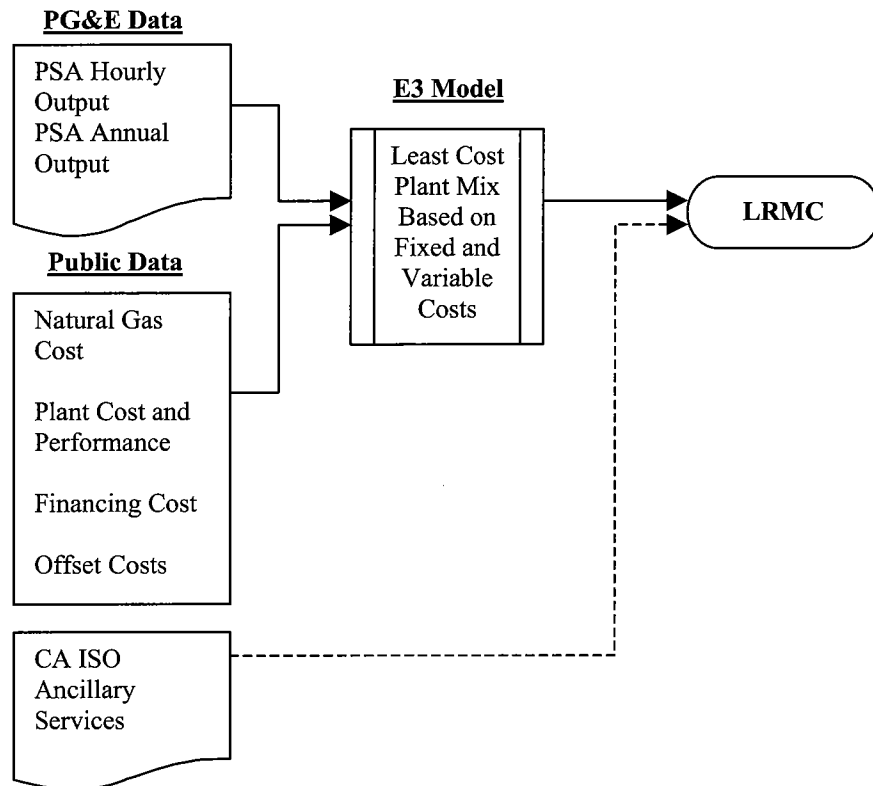 PG&E Data
PSA Hourly
Output
PSA Annual
Output
Public Data
Natural Gas
Cost
Plant Cost and
Performance
Financing Cost
Offset Costs
CA ISO
Ancillary
Services
E3 Model
Least Cost
Plant Mix
Based on
Fixed and
Variable
Costs
LRMC